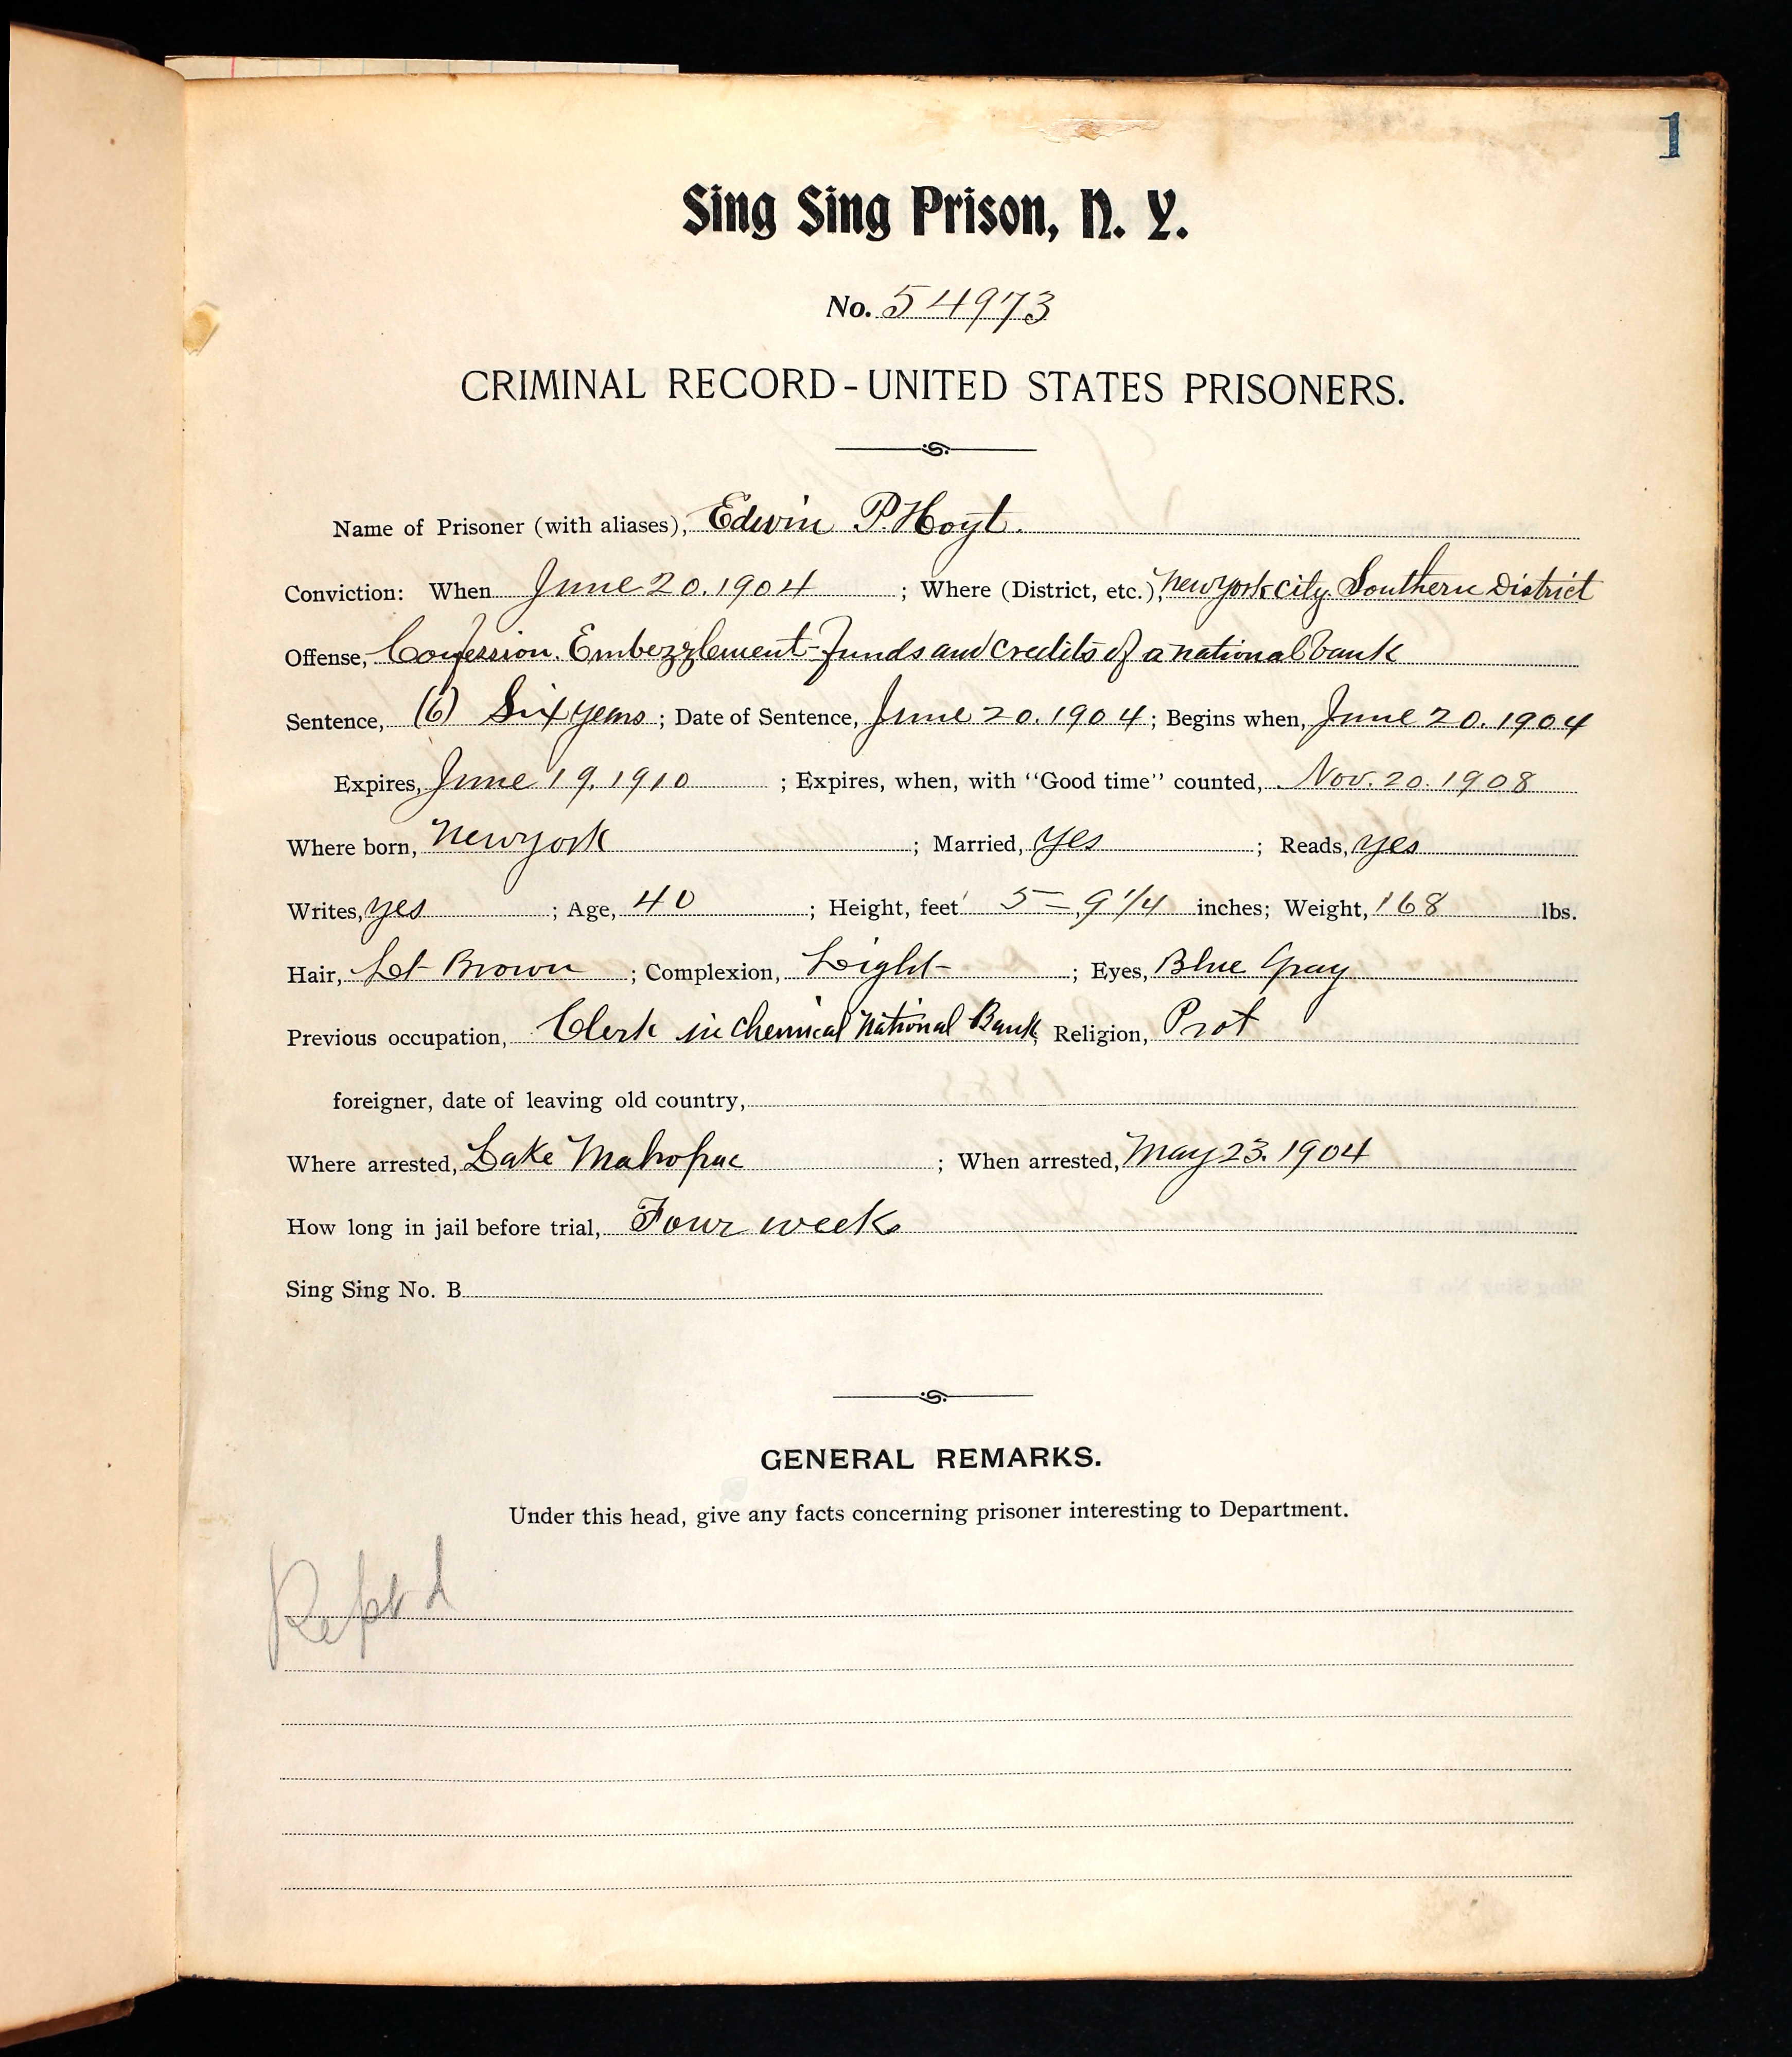 1
Sing Sing Prison, N. Y.
No. 54973
CRIMINAL RECORD - UNITED STATES PRISONERS.
Name of Prisoner (with aliases), Edwin P. Hoyt.
Conviction: When June 20. 1904 ; Where (District, etc.), New York City Southern District
Offense, Confession. Embezzlement - funds and credits of a national bank
Sentence, (6) Six years ; Date of Sentence, June 20. 1904 ; Begins when, June 20. 1904
Expires, June 19. 1910 ; Expires, when, with "Good time" counted, Nov. 20. 1908
Where born, New York ; Married, yes ; Reads, yes
Writes, yes ; Age, 40 ; Height, feet 5 = 9 1/4 inches; Weight, 168 lbs.
Hair, Lt Brown ; Complexion, Light ; Eyes, Blue Gray
Previous occupation, Clerk in Chemical National Bank ; Religion, Prot
foreigner, date of leaving old country,
Where arrested, Lake Mahopac ; When arrested, May 23. 1904
How long in jail before trial, Four weeks
Sing Sing No. B
GENERAL REMARKS.
Under this head, give any facts concerning prisoner interesting to Department.
Rept d